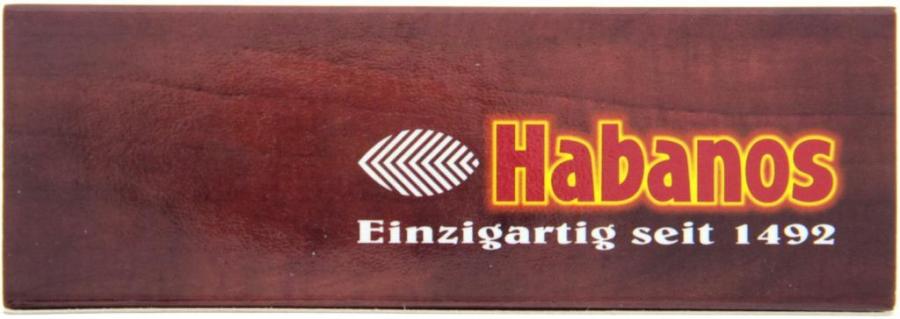 Habanos
Einzigartig seit 1492